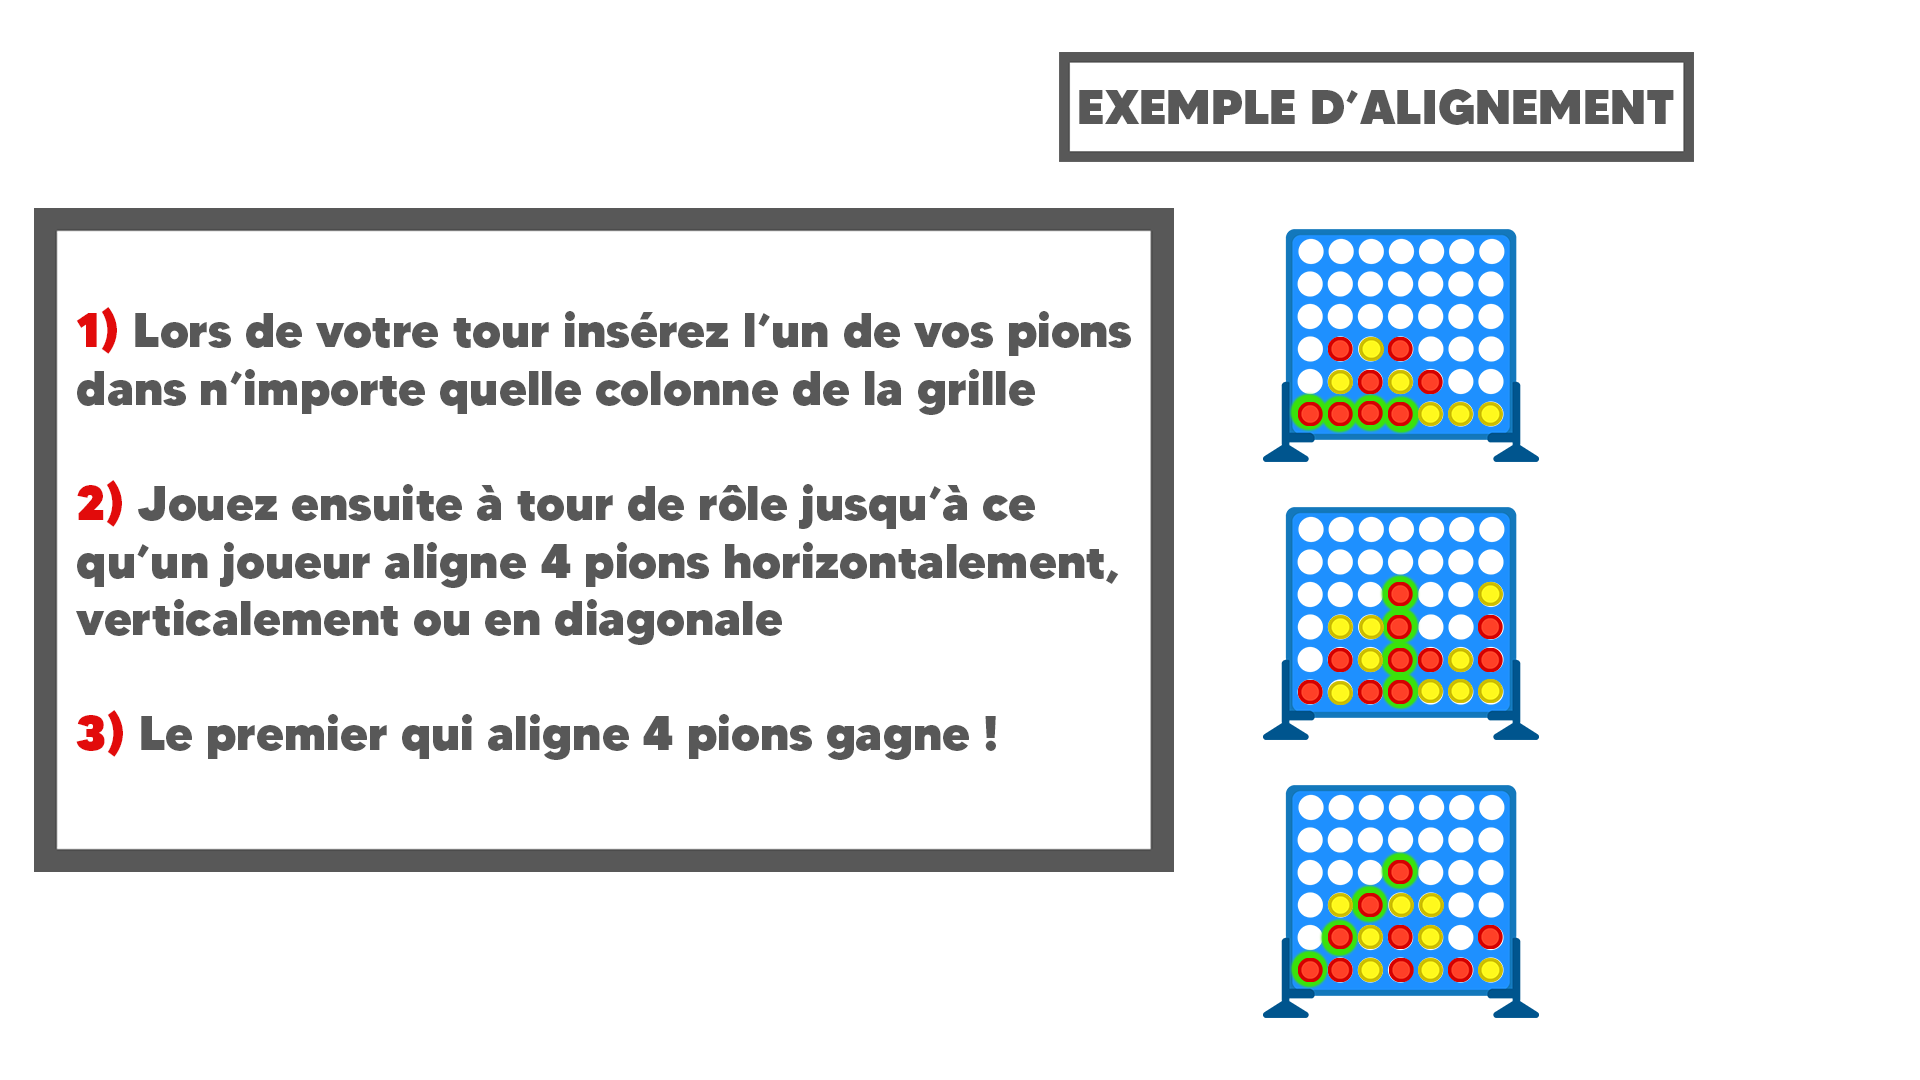 EXEMPLE D’ALIGNEMENT
1) Lors de votre tour insérez l’un de vos pions
dans n’importe quelle colonne de la grille
2) Jouez ensuite à tour de rôle jusqu’à ce
qu’un joueur aligne 4 pions horizontalement,
verticalement ou en diagonale
3) Le premier qui aligne 4 pions gagne !